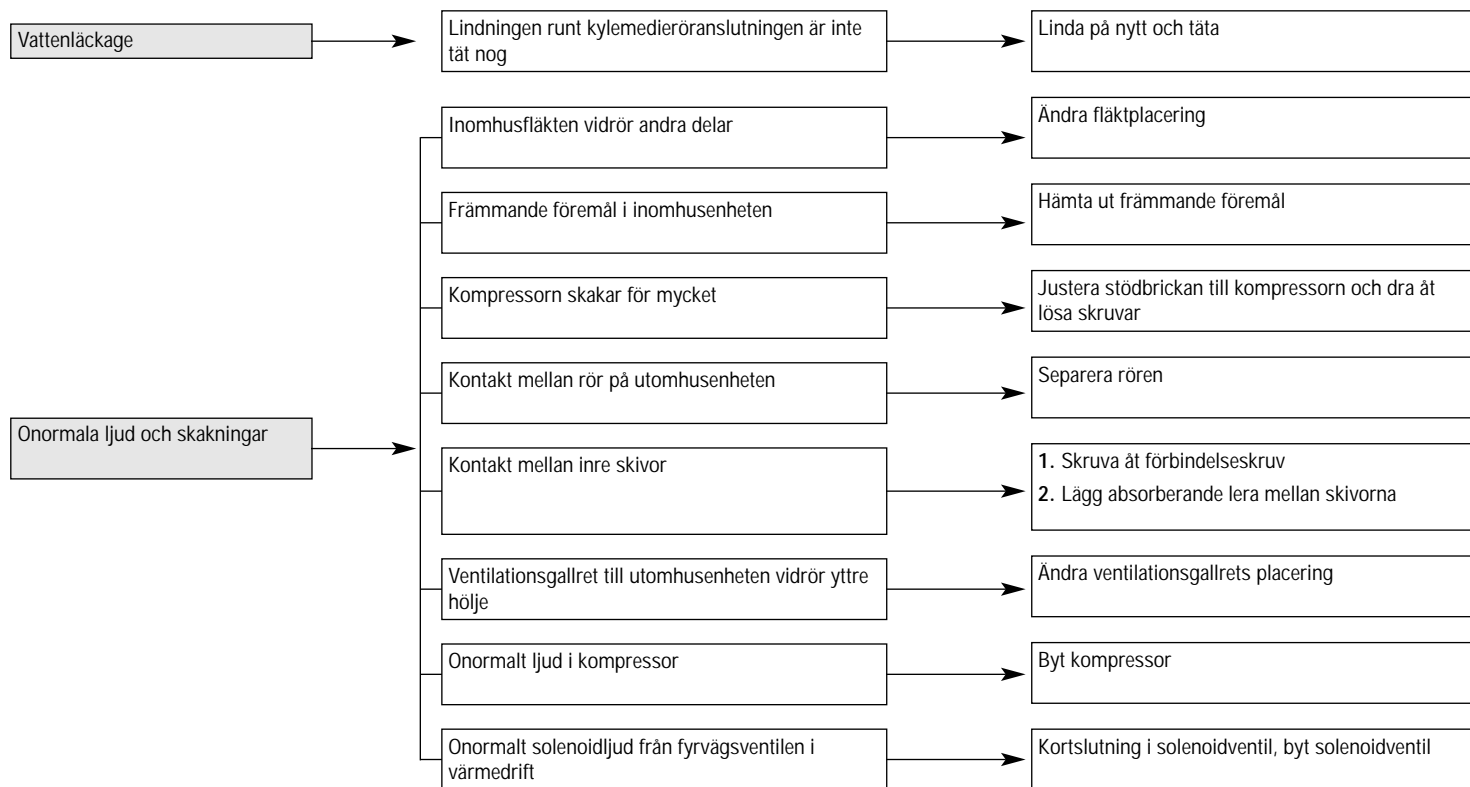 Vattenläckage
Lindningen runt kylemedieröranslutningen är inte
tät nog
Linda på nytt och täta
Inomhusfläkten vidrör andra delar
Ändra fläktplacering
Främmande föremål i inomhusenheten
Hämta ut främmande föremål
Kompressorn skakar för mycket
Justera stödbrickan till kompressorn och dra åt
lösa skruvar
Kontakt mellan rör på utomhusenheten
Separera rören
Onormala ljud och skakningar
Kontakt mellan inre skivor
1. Skruva åt förbindelseskruv
2. Lägg absorberande lera mellan skivorna
Ventilationsgallret till utomhusenheten vidrör yttre
hölje
Ändra ventilationsgallrets placering
Onormalt ljud i kompressor
Byt kompressor
Onormalt solenoidljud från fyrvägsventilen i
värmedrift
Kortslutning i solenoidventil, byt solenoidventil